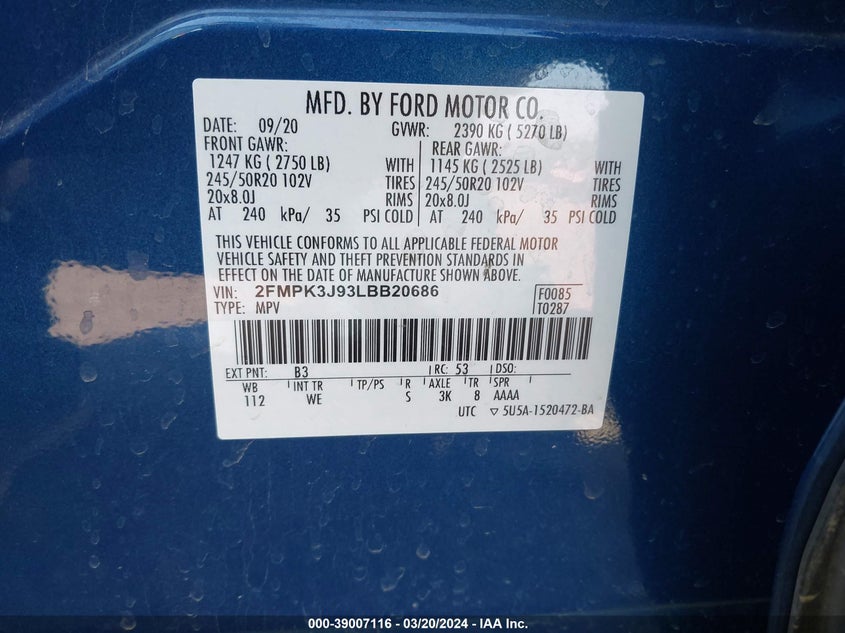 MFD. BY FORD MOTOR CO.
DATE: 09/20 GVWR: 2390 KG ( 5270 LB)
FRONT GAWR: REAR GAWR:
1247 KG ( 2750 LB) WITH 1145 KG ( 2525 LB) WITH
245/50R20 102V TIRES 245/50R20 102V TIRES
20x8.0J RIMS 20x8.0J RIMS
AT 240 kPa/ 35 PSI COLD AT 240 kPa/ 35 PSI COLD
THIS VEHICLE CONFORMS TO ALL APPLICABLE FEDERAL MOTOR
VEHICLE SAFETY AND THEFT PREVENTION STANDARDS IN
EFFECT ON THE DATE OF MANUFACTURE SHOWN ABOVE.
VIN: 2FMPK3J93LBB20686 F0085
TYPE: MPV T0287
EXT PNT: B3 RC: 53 DSO:
WB INT TR TP/PS R AXLE TR SPR
112 WE S 3K 8 AAAA
UTC ▽ 5U5A-1520472-BA
000-39007116 - 03/20/2024 - IAA Inc.